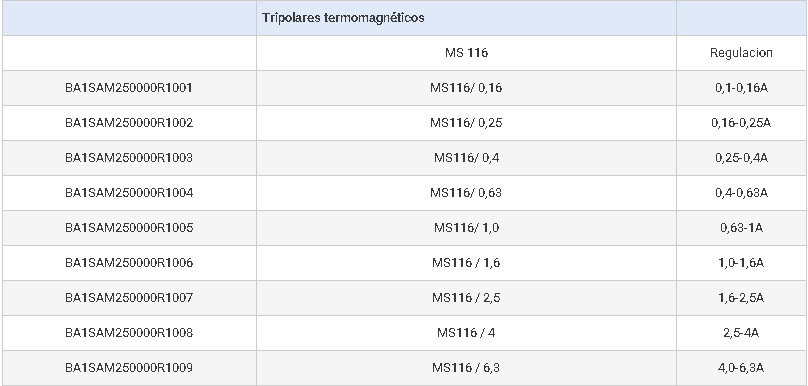 Tripolares termomagnéticos
MS 116 Regulacion
BA1SAM250000R1001 MS116/ 0,16 0,1-0,16A
BA1SAM250000R1002 MS116/ 0,25 0,16-0,25A
BA1SAM250000R1003 MS116/ 0,4 0,25-0,4A
BA1SAM250000R1004 MS116/ 0,63 0,4-0,63A
BA1SAM250000R1005 MS116/ 1,0 0,63-1A
BA1SAM250000R1006 MS116 / 1,6 1,0-1,6A
BA1SAM250000R1007 MS116 / 2,5 1,6-2,5A
BA1SAM250000R1008 MS116 / 4 2,5-4A
BA1SAM250000R1009 MS116 / 6,3 4,0-6,3A